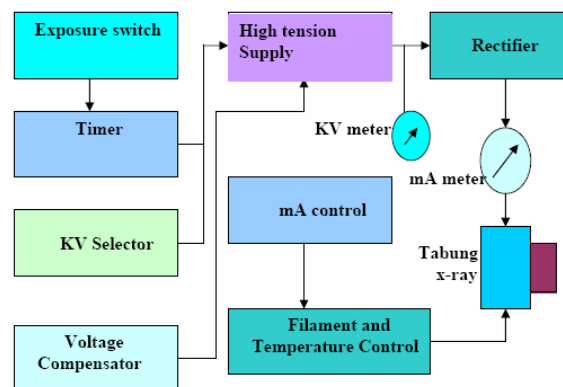 Exposure switch
High tension
Supply
Rectifier
Timer
KV meter
mA meter
KV Selector
mA control
Tabung
x-ray
Voltage
Compensator
Filament and
Temperature Control